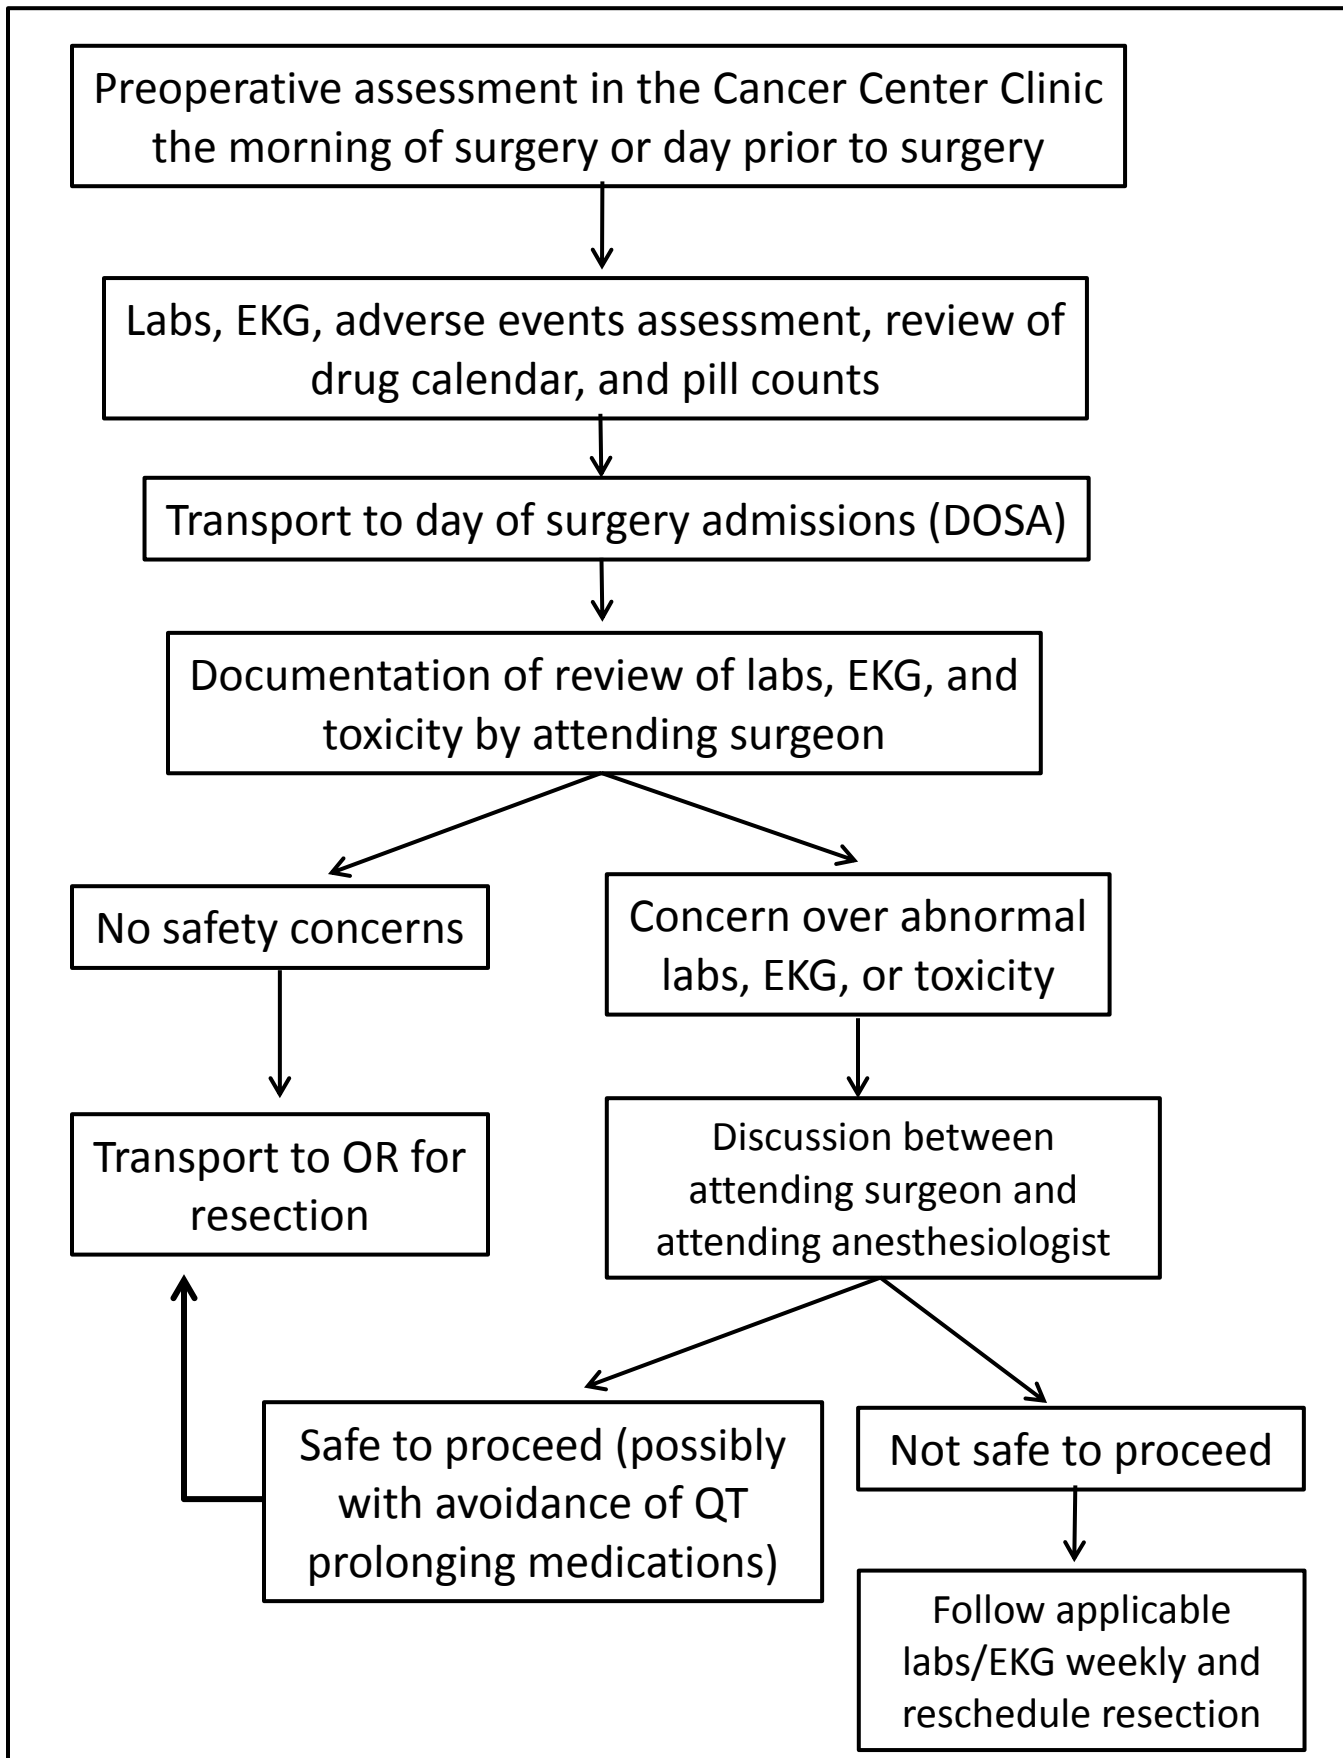 Preoperative assessment in the Cancer Center Clinic
the morning of surgery or day prior to surgery
Labs, EKG, adverse events assessment, review of
drug calendar, and pill counts
Transport to day of surgery admissions (DOSA)
Documentation of review of labs, EKG, and
toxicity by attending surgeon
No safety concerns
Concern over abnormal
labs, EKG, or toxicity
Transport to OR for
resection
Discussion between
attending surgeon and
attending anesthesiologist
Safe to proceed (possibly
with avoidance of QT
prolonging medications)
Not safe to proceed
Follow applicable
labs/EKG weekly and
reschedule resection